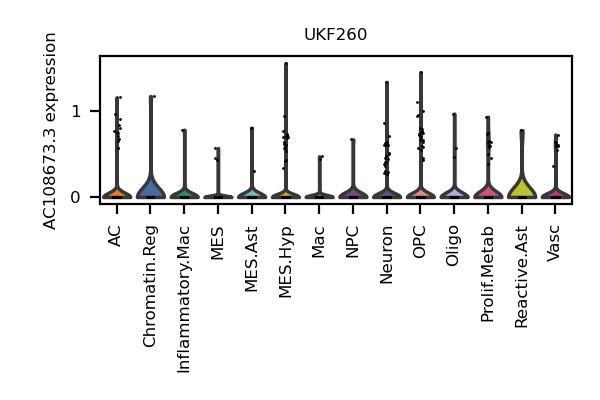 UKF260
AC108673.3 expression
1
0
AC
Chromatin.Reg
Inflammatory.Mac
MES
MES.Ast
MES.Hyp
Mac
NPC
Neuron
OPC
Oligo
Prolif.Metab
Reactive.Ast
Vasc